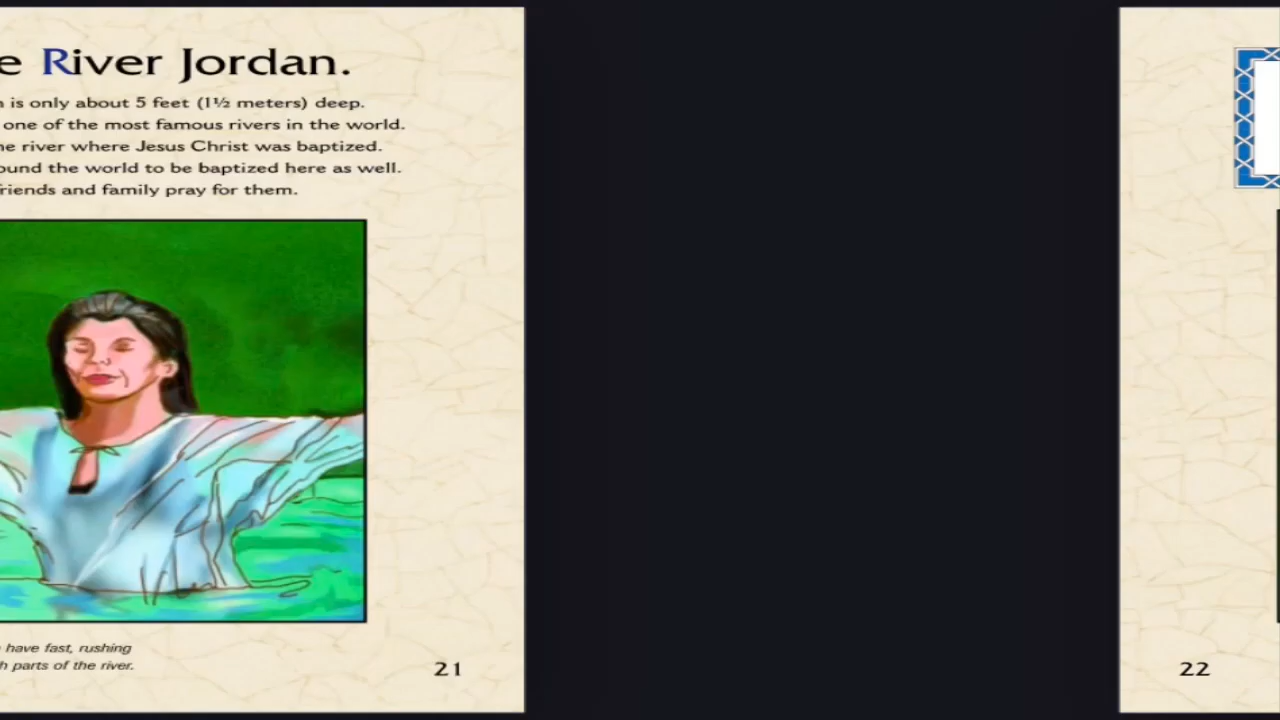 e River Jordan.
n is only about 5 feet (1½ meters) deep.
one of the most famous rivers in the world.
he river where Jesus Christ was baptized.
ound the world to be baptized here as well.
riends and family pray for them.
have fast, rushing
h parts of the river.
21
22